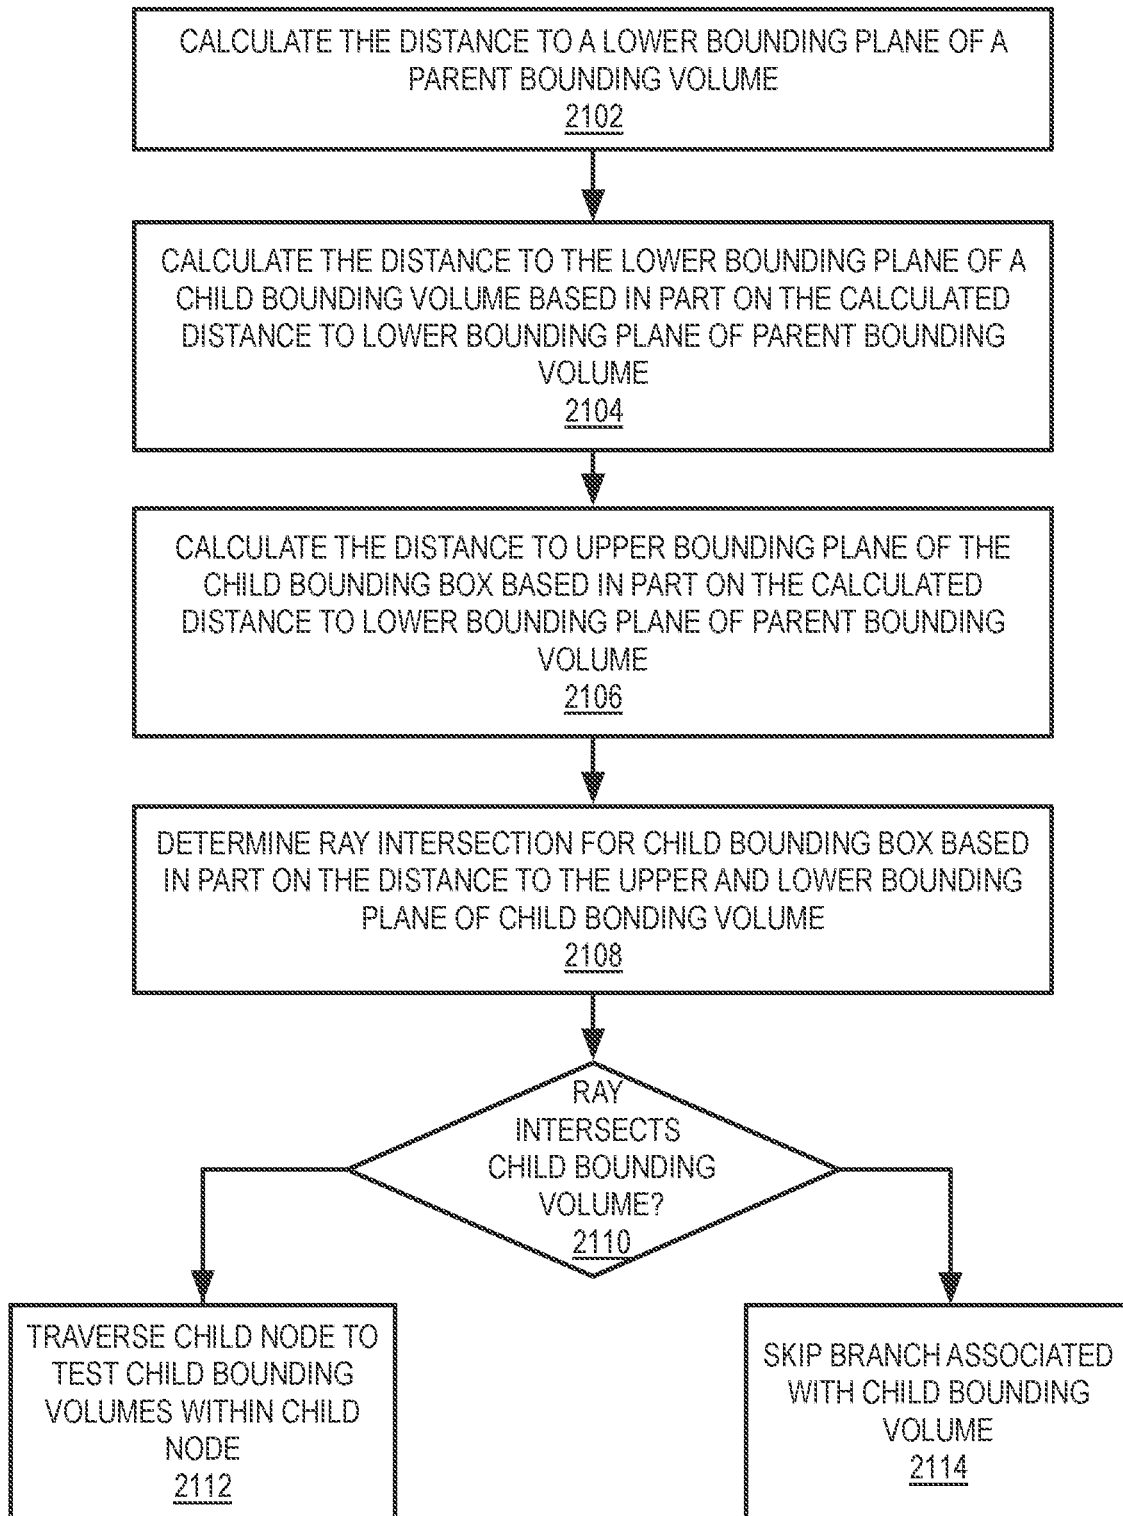 CALCULATE THE DISTANCE TO A LOWER BOUNDING PLANE OF A
PARENT BOUNDING VOLUME
2102
CALCULATE THE DISTANCE TO THE LOWER BOUNDING PLANE OF A
CHILD BOUNDING VOLUME BASED IN PART ON THE CALCULATED
DISTANCE TO LOWER BOUNDING PLANE OF PARENT BOUNDING
VOLUME
2104
CALCULATE THE DISTANCE TO UPPER BOUNDING PLANE OF THE
CHILD BOUNDING BOX BASED IN PART ON THE CALCULATED
DISTANCE TO LOWER BOUNDING PLANE OF PARENT BOUNDING
VOLUME
2106
DETERMINE RAY INTERSECTION FOR CHILD BOUNDING BOX BASED
IN PART ON THE DISTANCE TO THE UPPER AND LOWER BOUNDING
PLANE OF CHILD BONDING VOLUME
2108
RAY
INTERSECTS
CHILD BOUNDING
VOLUME?
2110
TRAVERSE CHILD NODE TO
TEST CHILD BOUNDING
VOLUMES WITHIN CHILD
NODE
2112
SKIP BRANCH ASSOCIATED
WITH CHILD BOUNDING
VOLUME
2114